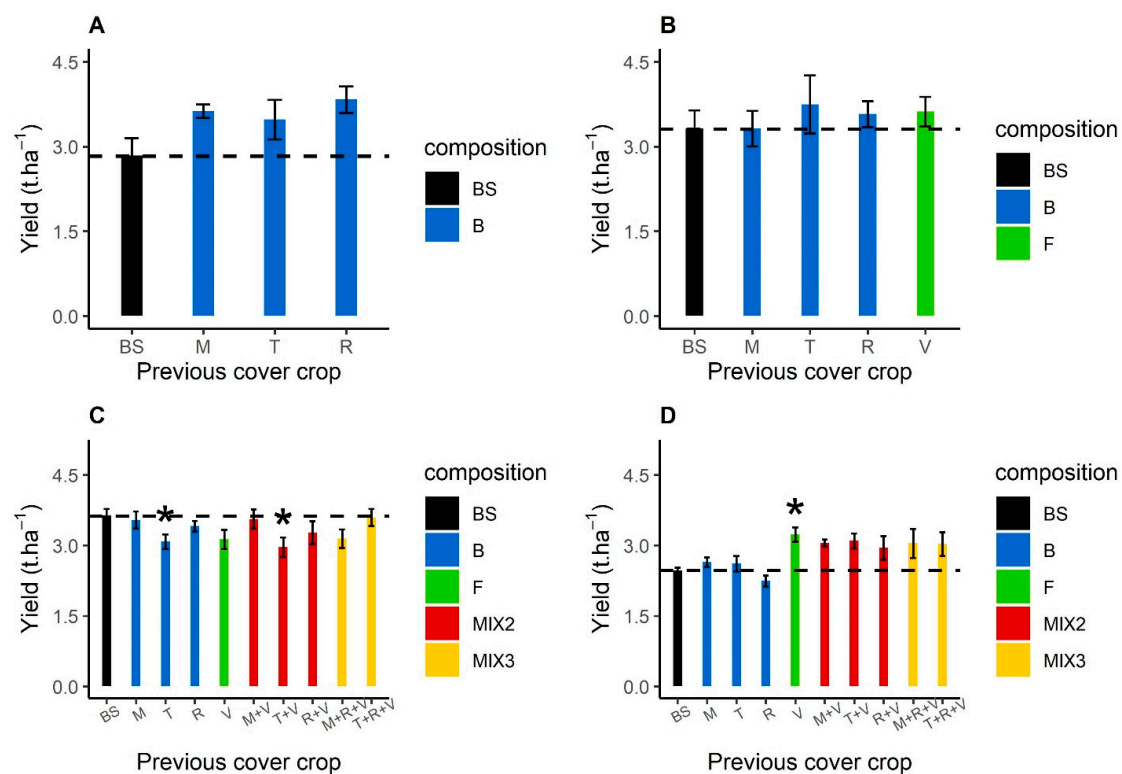 A
Yield (t.ha⁻¹)
4.5
3.0
1.5
0.0
BS M T R
Previous cover crop
composition
BS
B
B
Yield (t.ha⁻¹)
4.5
3.0
1.5
0.0
BS M T R V
Previous cover crop
composition
BS
B
F
C
Yield (t.ha⁻¹)
4.5
3.0
1.5
0.0
*
*
BS M T R V M+V T+V R+V M+R+V T+R+V
Previous cover crop
composition
BS
B
F
MIX2
MIX3
D
Yield (t.ha⁻¹)
4.5
3.0
1.5
0.0
*
BS M T R V M+V T+V R+V M+R+V T+R+V
Previous cover crop
composition
BS
B
F
MIX2
MIX3